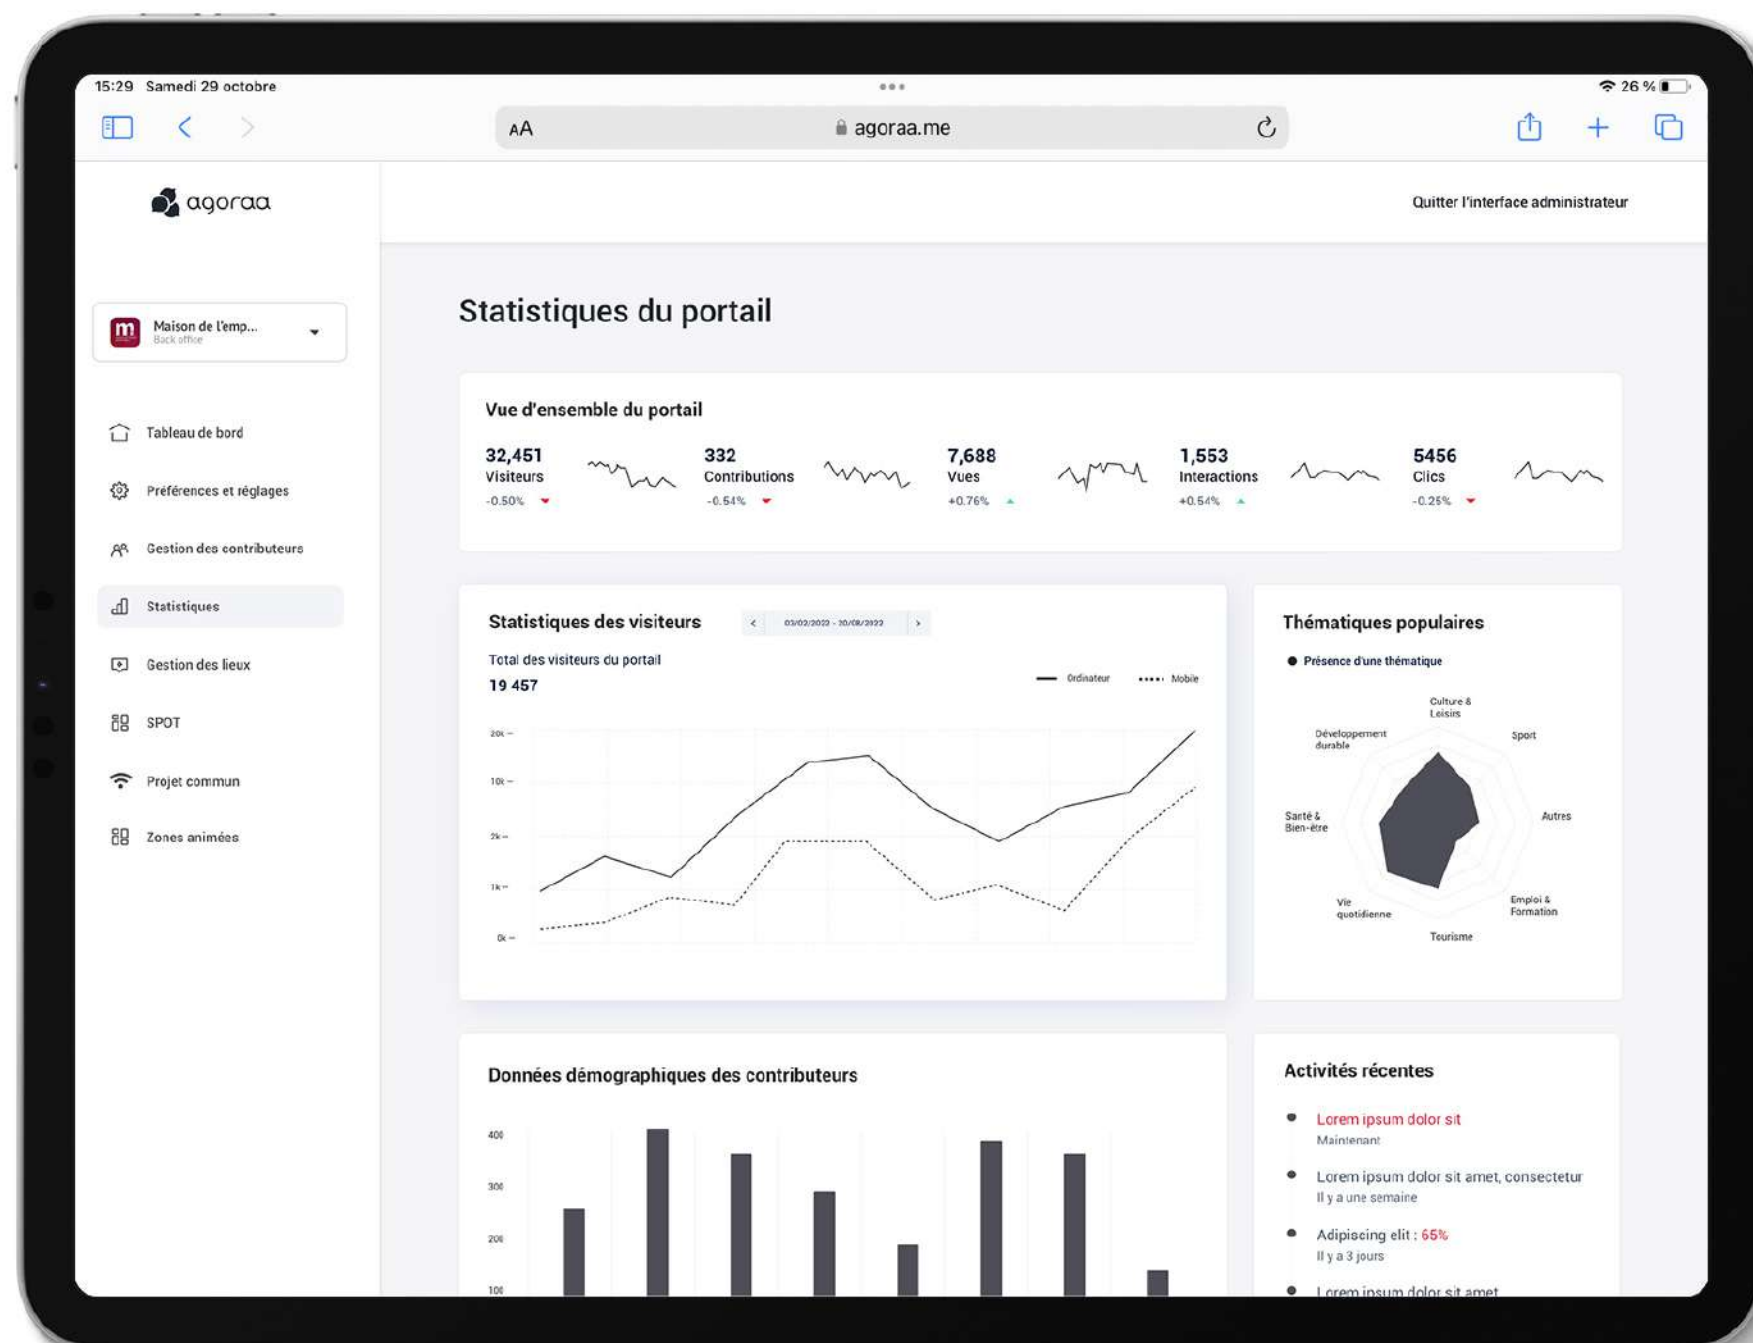 15:29 Samedi 29 octobre
26 %
AA
agoraa.me
agoraa
Quitter l'interface administrateur
m
Maison de l'emp...
Back office
Tableau de bord
Préférences et réglages
Gestion des contributeurs
Statistiques
Gestion des lieux
SPOT
Projet commun
Zones animées
Statistiques du portail
Vue d'ensemble du portail
32,451
Visiteurs
-0.50%
332
Contributions
-0.54%
7,688
Vues
+0.76%
1,553
Interactions
+0.54%
5456
Clics
-0.25%
Statistiques des visiteurs
03/02/2022 - 20/08/2022
Total des visiteurs du portail
19 457
Ordinateur
Mobile
20k
10k
2k
1k
0k
Thématiques populaires
Présence d'une thématique
Culture &
Leisirs
Sport
Autres
Emploi &
Formation
Tourisme
Vie
quotidienne
Santé &
Bien-être
Développement
durable
Données démographiques des contributeurs
400
300
200
100
Activités récentes
Lorem ipsum dolor sit
Maintenant
Lorem ipsum dolor sit amet, consectetur
Il y a une semaine
Adipiscing elit : 65%
Il y a 3 jours
Lorem ipsum dolor sit amet